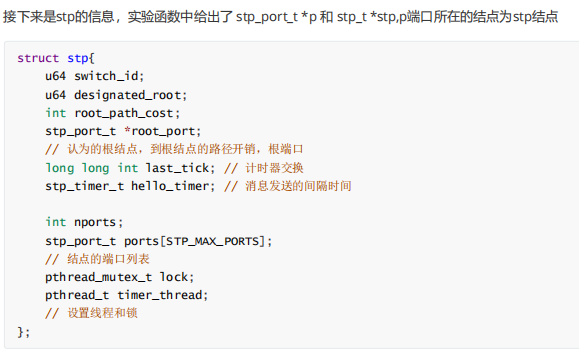 接下来是stp的信息，实验函数中给出了 stp_port_t *p 和 stp_t *stp,p端口所在的结点为stp结点
struct stp{
    u64 switch_id;
    u64 designated_root;
    int root_path_cost;
    stp_port_t *root_port;
    // 认为的根结点，到根结点的路径开销，根端口
    long long int last_tick; // 计时器交换
    stp_timer_t hello_timer; // 消息发送的间隔时间

    int nports;
    stp_port_t ports[STP_MAX_PORTS];
    // 结点的端口列表
    pthread_mutex_t lock;
    pthread_t timer_thread;
    // 设置线程和锁
};